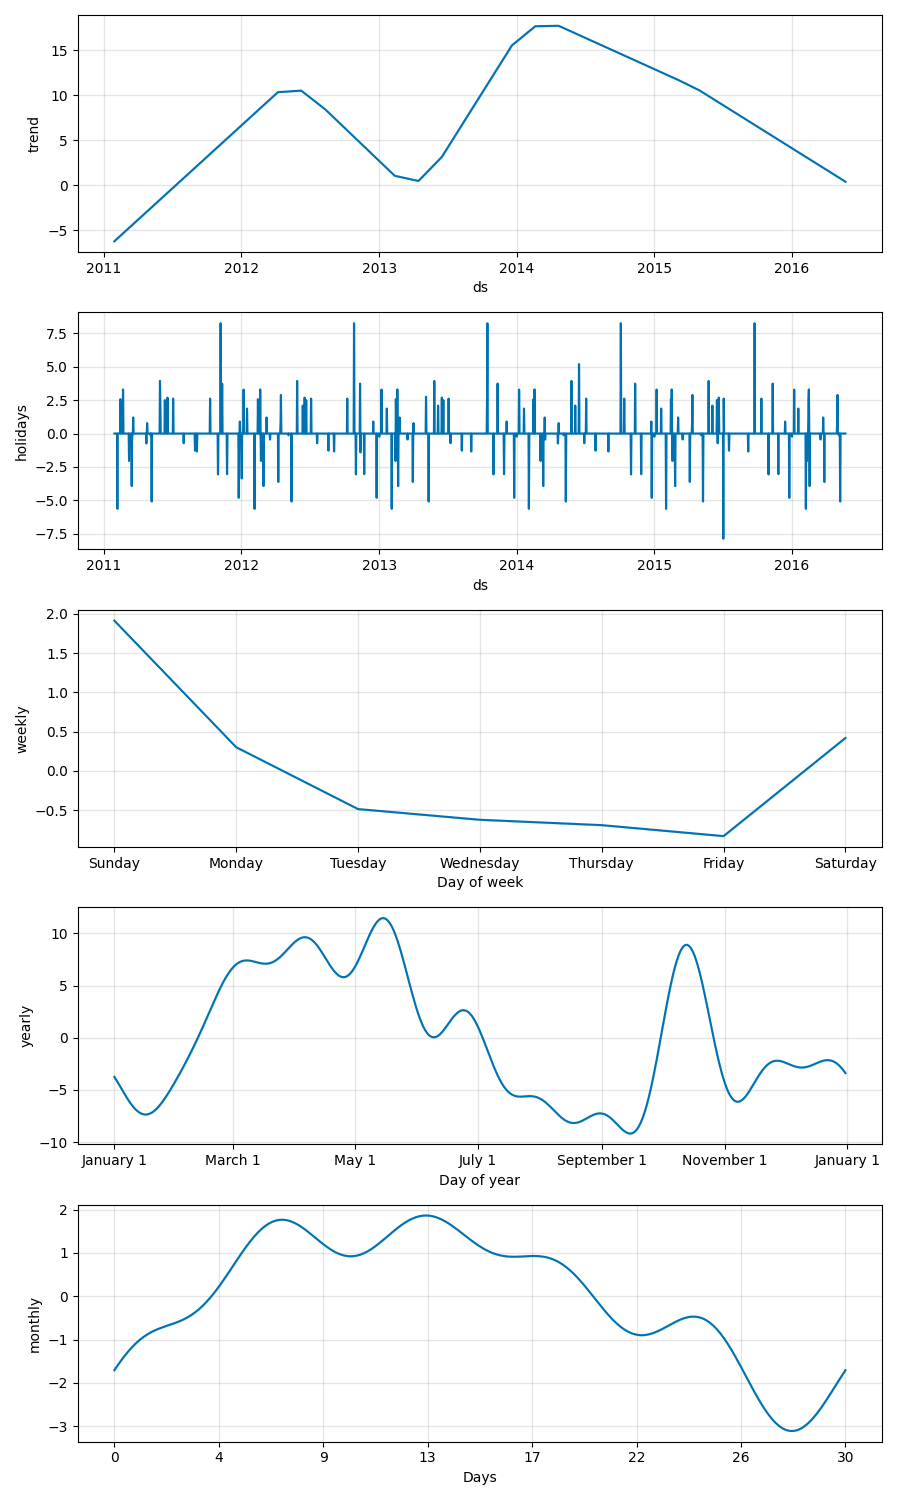 trend
15
10
5
0
−5
2011 2012 2013 2014 2015 2016
ds
holidays
7.5
5.0
2.5
0.0
−2.5
−5.0
−7.5
2011 2012 2013 2014 2015 2016
ds
weekly
2.0
1.5
1.0
0.5
0.0
−0.5
Sunday Monday Tuesday Wednesday Thursday Friday Saturday
Day of week
yearly
10
5
0
−5
−10
January 1 March 1 May 1 July 1 September 1 November 1 January 1
Day of year
monthly
2
1
0
−1
−2
−3
0 4 9 13 17 22 26 30
Days